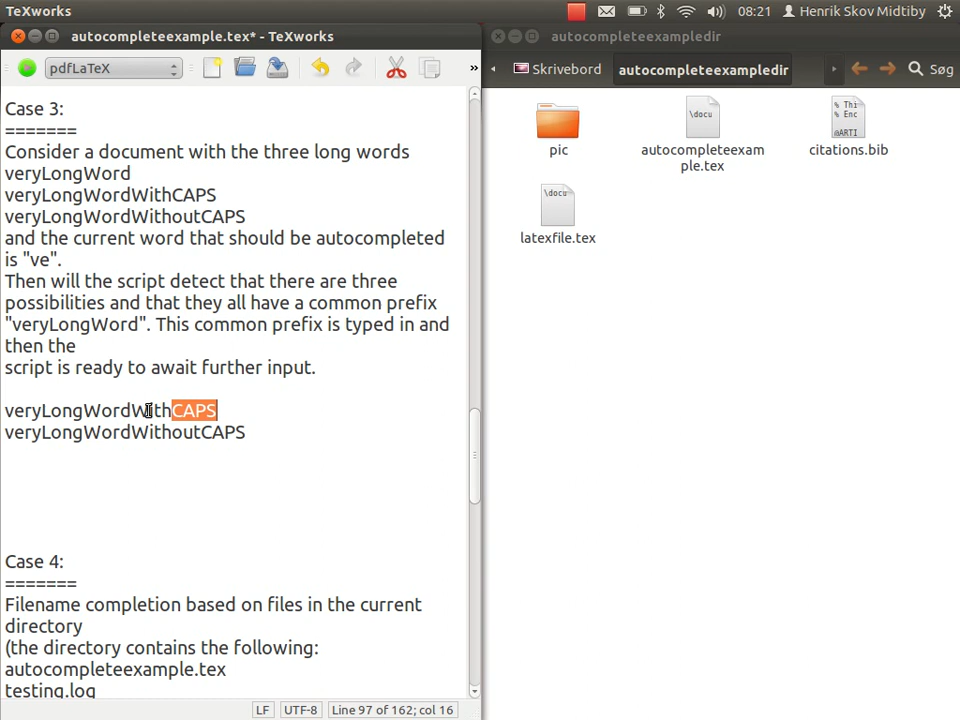 TeXworks
08:21 Henrik Skov Midtiby
autocompleteexample.tex* - TeXworks
autocompleteexampledir
pdfLaTeX
»
Skrivebord autocompleteexampledir Søg
Case 3:
=======
Consider a document with the three long words
veryLongWord
veryLongWordWithCAPS
veryLongWordWithoutCAPS
and the current word that should be autocompleted
is "ve".
Then will the script detect that there are three
possibilities and that they all have a common prefix
"veryLongWord". This common prefix is typed in and
then the
script is ready to await further input.
veryLongWordWithCAPS
veryLongWordWithoutCAPS
Case 4:
=======
Filename completion based on files in the current
directory
(the directory contains the following:
autocompleteexample.tex
testing.log
LF UTF-8 Line 97 of 162; col 16
\docu
% Thi
% Enc
@ARTI
pic
autocompleteexam
ple.tex
citations.bib
\docu
latexfile.tex